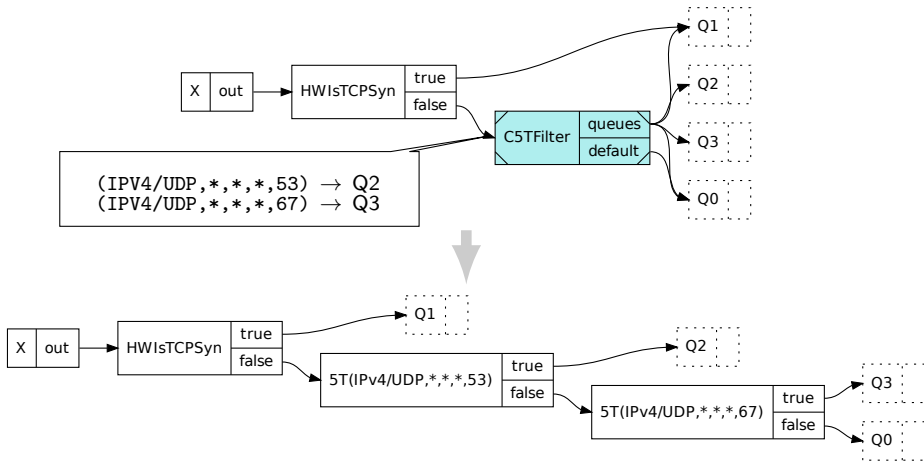 Q1
X out HWIsTCPSyn true
false
Q2
C5TFilter queues
default
Q3
Q0
(IPV4/UDP,*,*,*,53) → Q2
(IPV4/UDP,*,*,*,67) → Q3
Q1
X out HWIsTCPSyn true
false
Q2
5T(IPv4/UDP,*,*,*,53) true
false
Q3
5T(IPv4/UDP,*,*,*,67) true
false
Q0